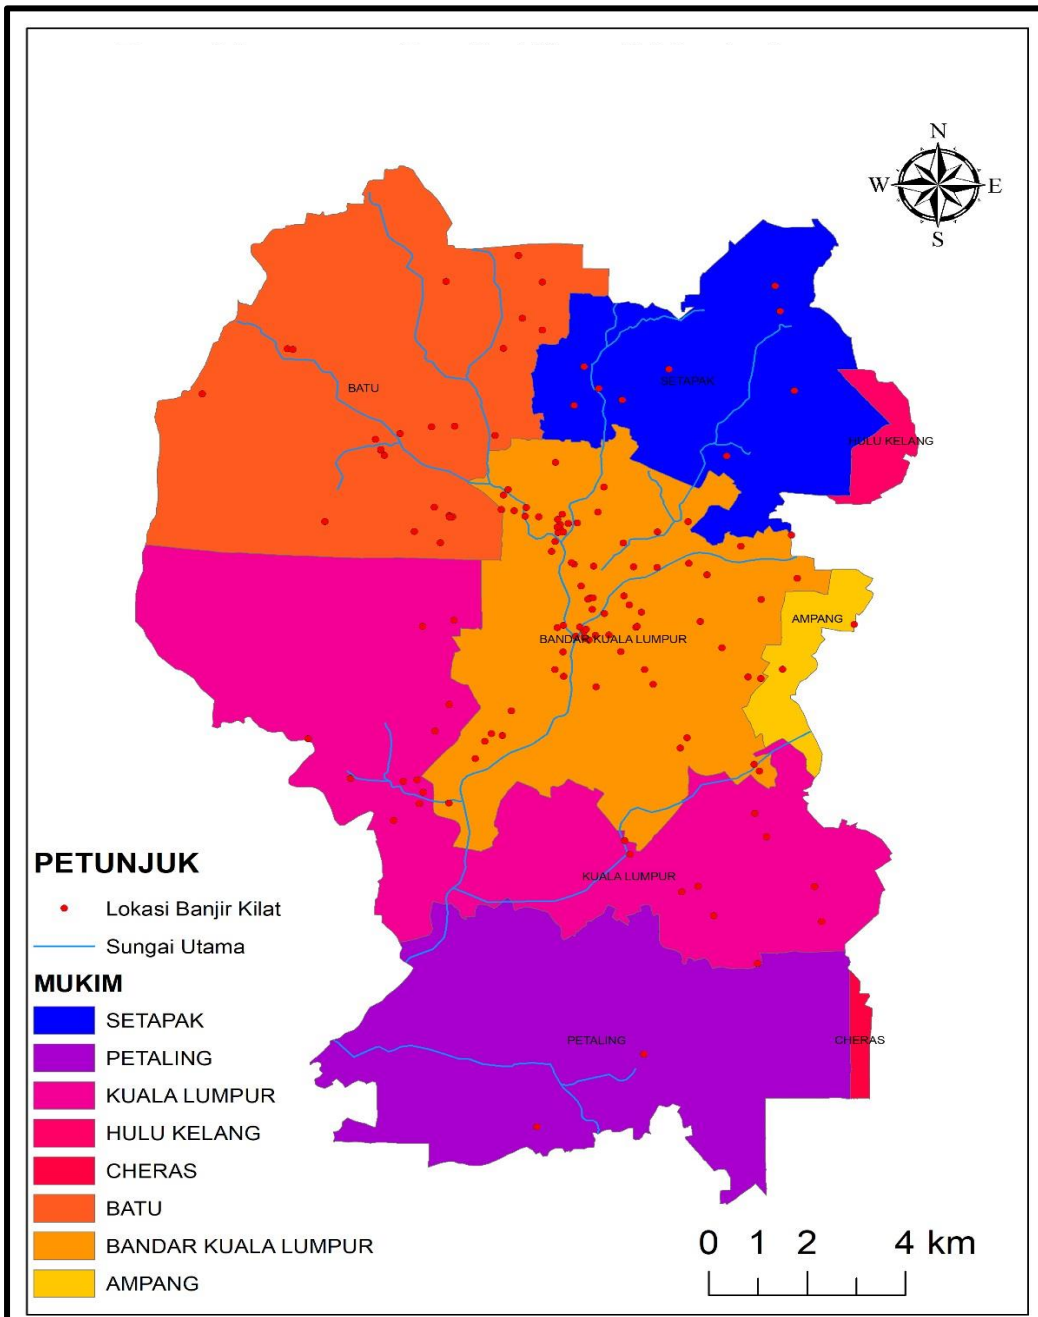 N
W E
S
BATU
SETAPAK
HULU KELANG
AMPANG
BANDAR KUALA LUMPUR
KUALA LUMPUR
PETALING
CHERAS
PETUNJUK
Lokasi Banjir Kilat
Sungai Utama
MUKIM
SETAPAK
PETALING
KUALA LUMPUR
HULU KELANG
CHERAS
BATU
BANDAR KUALA LUMPUR
AMPANG
0 1 2 4 km